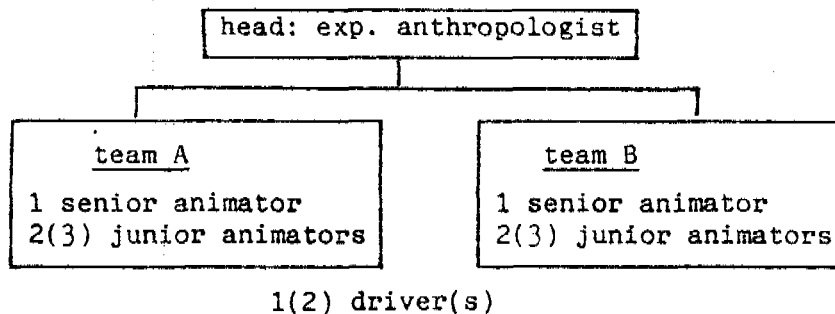 head: exp. anthropologist
team A
1 senior animator
2(3) junior animators
team B
1 senior animator
2(3) junior animators
1(2) driver(s)